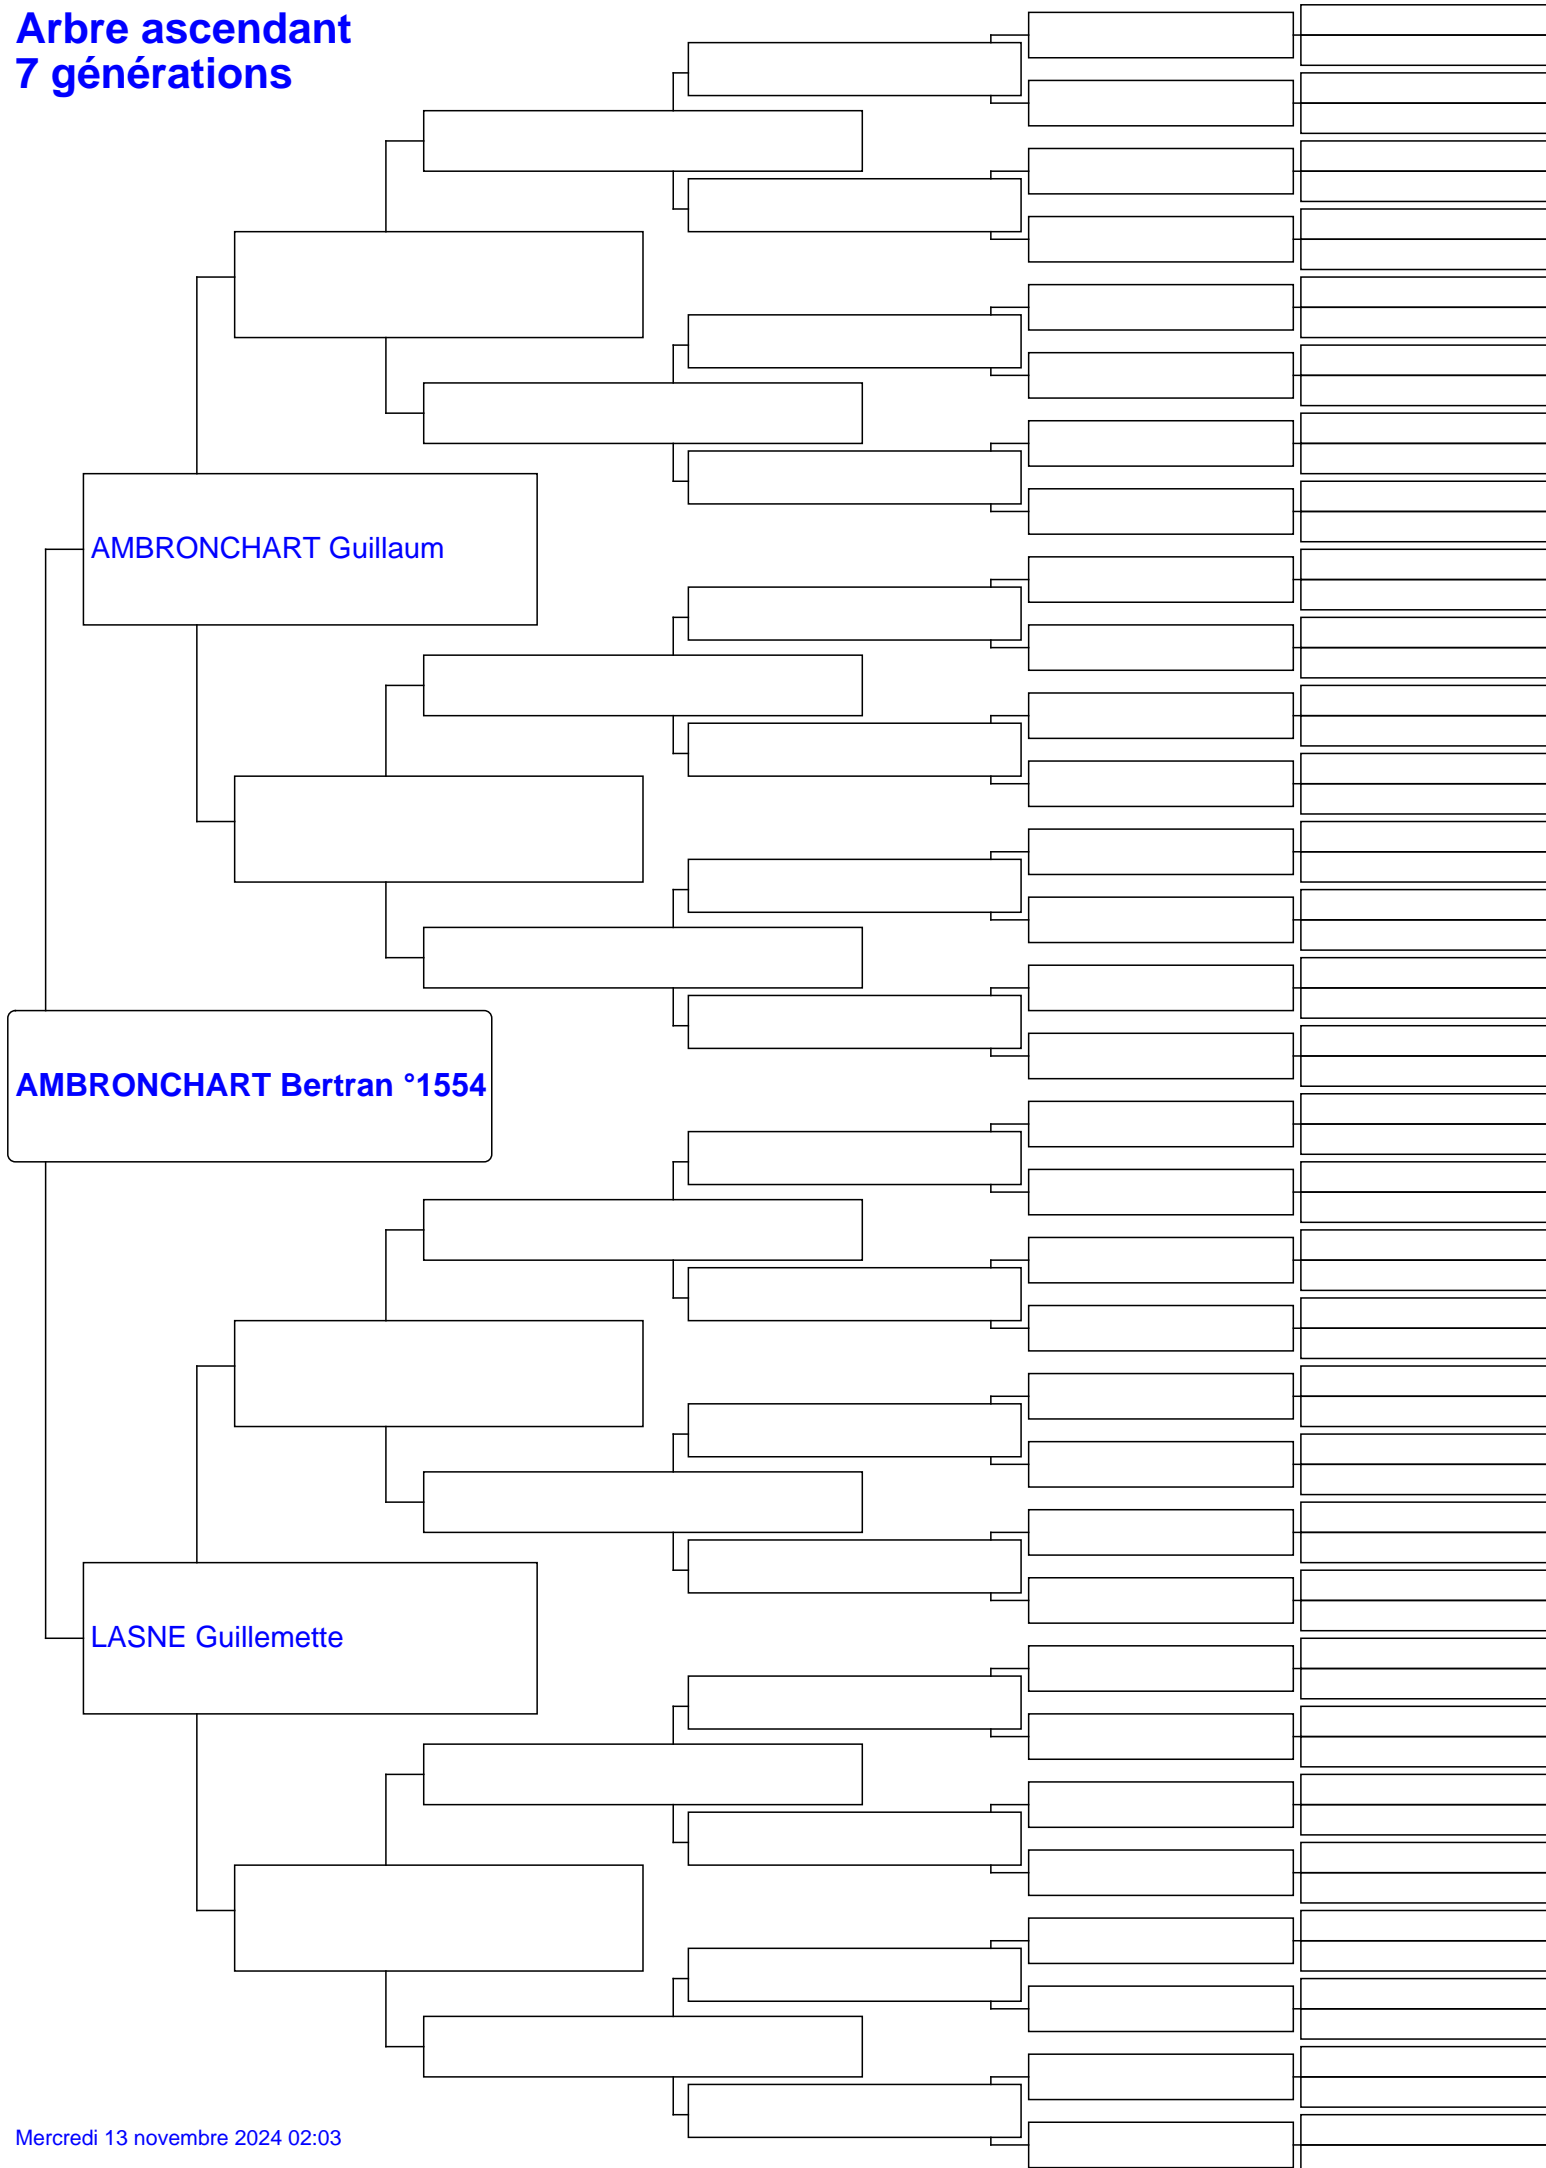 Arbre ascendant
7 générations
AMBRONCHART Guillaum
AMBRONCHART Bertran °1554
LASNE Guillemette
Mercredi 13 novembre 2024 02:03